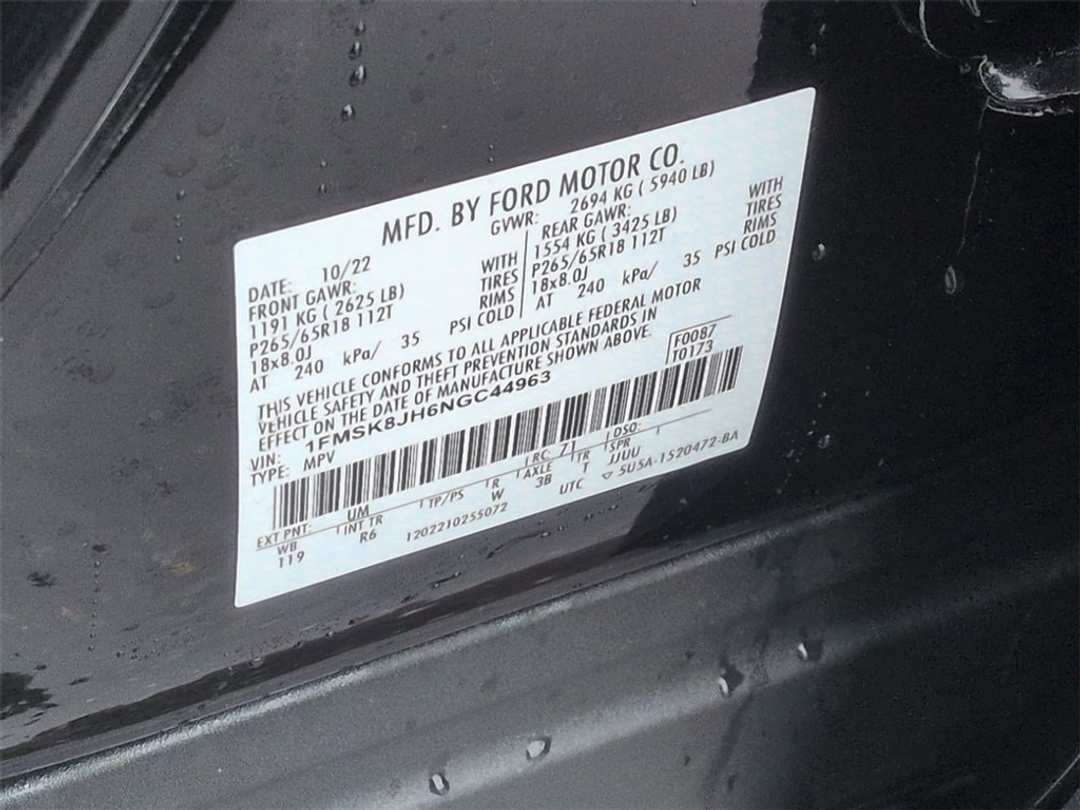 MFD. BY FORD MOTOR CO.
DATE: 10/22 GVWR: 2694 KG ( 5940 LB)
FRONT GAWR: REAR GAWR:
1191 KG ( 2625 LB) WITH 1554 KG ( 3425 LB) WITH
P265/65R18 112T TIRES P265/65R18 112T TIRES
18x8.0J RIMS 18x8.0J RIMS
AT 240 kPa/ 35 PSI COLD AT 240 kPa/ 35 PSI COLD
THIS VEHICLE CONFORMS TO ALL APPLICABLE FEDERAL MOTOR
VEHICLE SAFETY AND THEFT PREVENTION STANDARDS IN
EFFECT ON THE DATE OF MANUFACTURE SHOWN ABOVE.
F0087
T0173
VIN: 1FMSK8JH6NGC44963
TYPE: MPV
EXT PNT: UM RC: 71 DSO:
WB INT TR TP/PS R AXLE TR SPR
119 R6 W 3B T JJUU
1202210255072 UTC ▽ 5U5A-1520472-BA